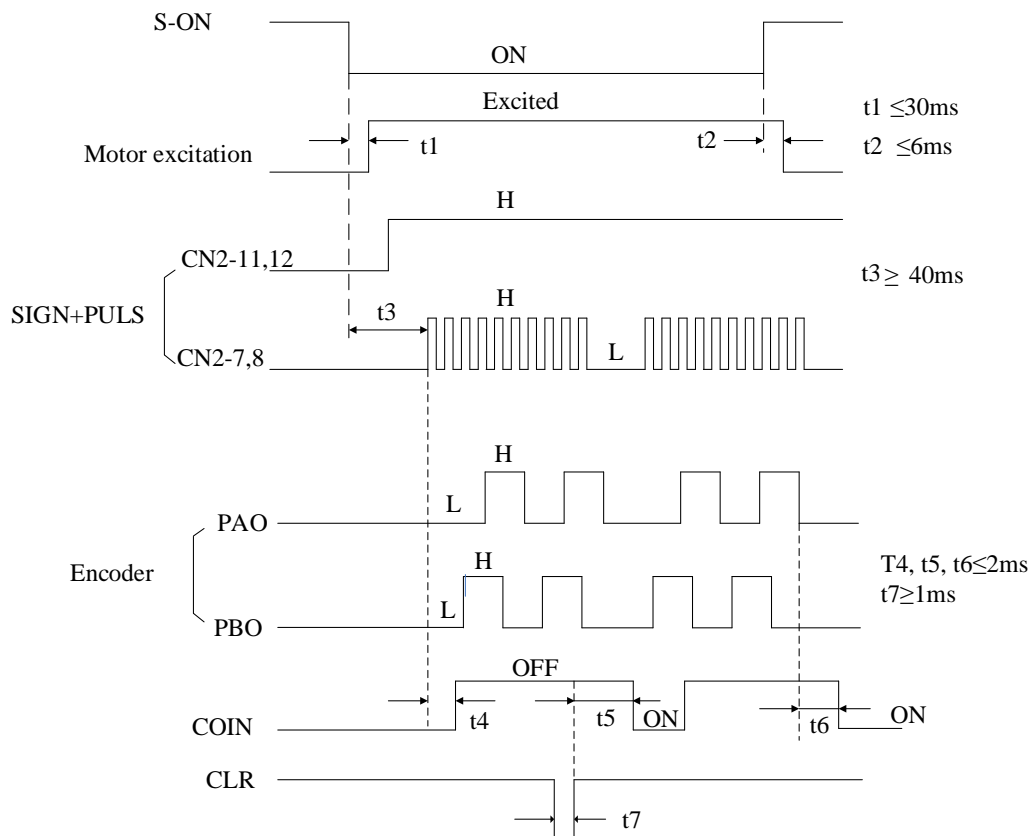 S-ON
ON
Excited
t1 ≤30ms
Motor excitation
t1
t2
t2 ≤6ms
H
CN2-11,12
t3≥ 40ms
SIGN+PULS
t3
H
CN2-7,8
L
H
L
PAO
Encoder
H
T4, t5, t6≤2ms
t7≥1ms
L
PBO
OFF
COIN
t4
t5
ON
t6
ON
CLR
t7